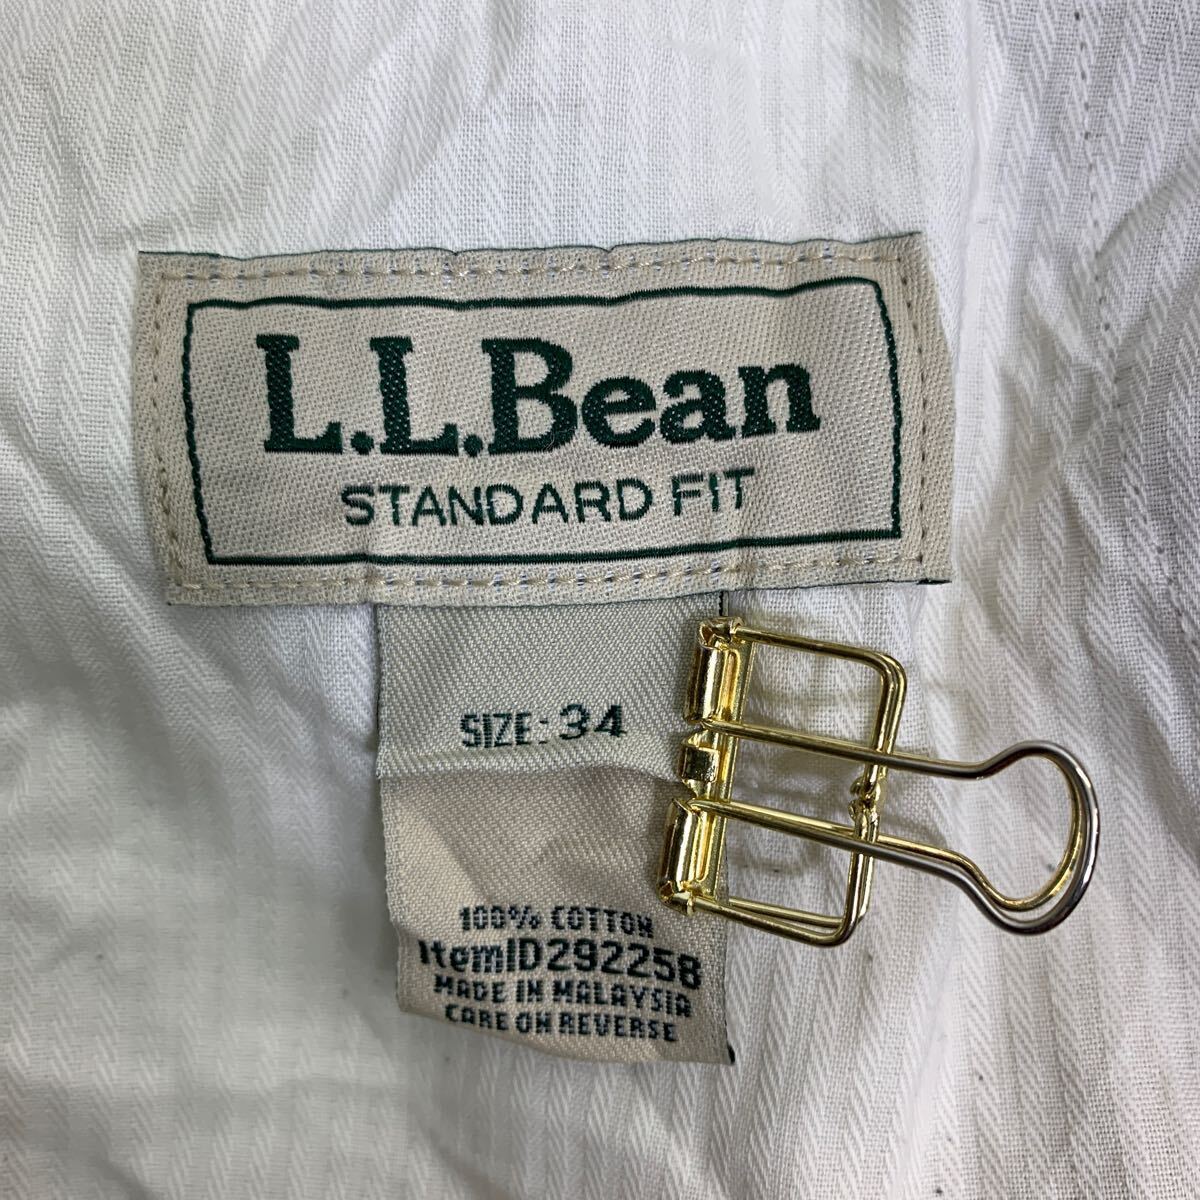 L.L.Bean
STANDARD FIT
SIZE: 34
100% COTTON
ItemID292258
MADE IN MALAYSIA
CARE ON REVERSE